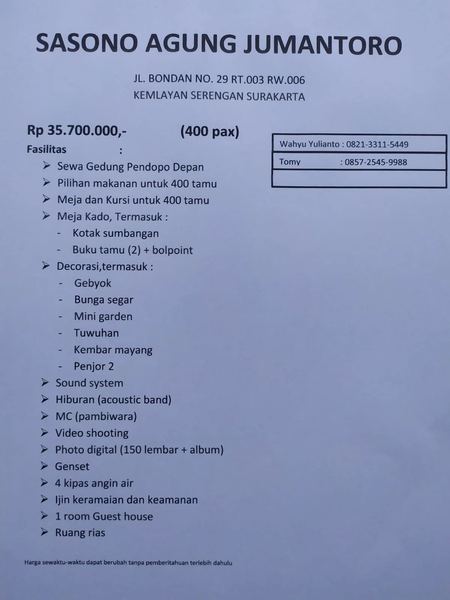 SASONO AGUNG JUMANTORO
JL. BONDAN NO. 29 RT.003 RW.006
KEMLAYAN SERENGAN SURAKARTA
Rp 35.700.000,- (400 pax)
Wahyu Yulianto : 0821-3311-5449
Tomy : 0857-2545-9988
Fasilitas :
➢ Sewa Gedung Pendopo Depan
➢ Pilihan makanan untuk 400 tamu
➢ Meja dan Kursi untuk 400 tamu
➢ Meja Kado, Termasuk :
- Kotak sumbangan
- Buku tamu (2) + bolpoint
➢ Decorasi,termasuk :
- Gebyok
- Bunga segar
- Mini garden
- Tuwuhan
- Kembar mayang
- Penjor 2
➢ Sound system
➢ Hiburan (acoustic band)
➢ MC (pambiwara)
➢ Video shooting
➢ Photo digital (150 lembar + album)
➢ Genset
➢ 4 kipas angin air
➢ Ijin keramaian dan keamanan
➢ 1 room Guest house
➢ Ruang rias
Harga sewaktu-waktu dapat berubah tanpa pemberitahuan terlebih dahulu